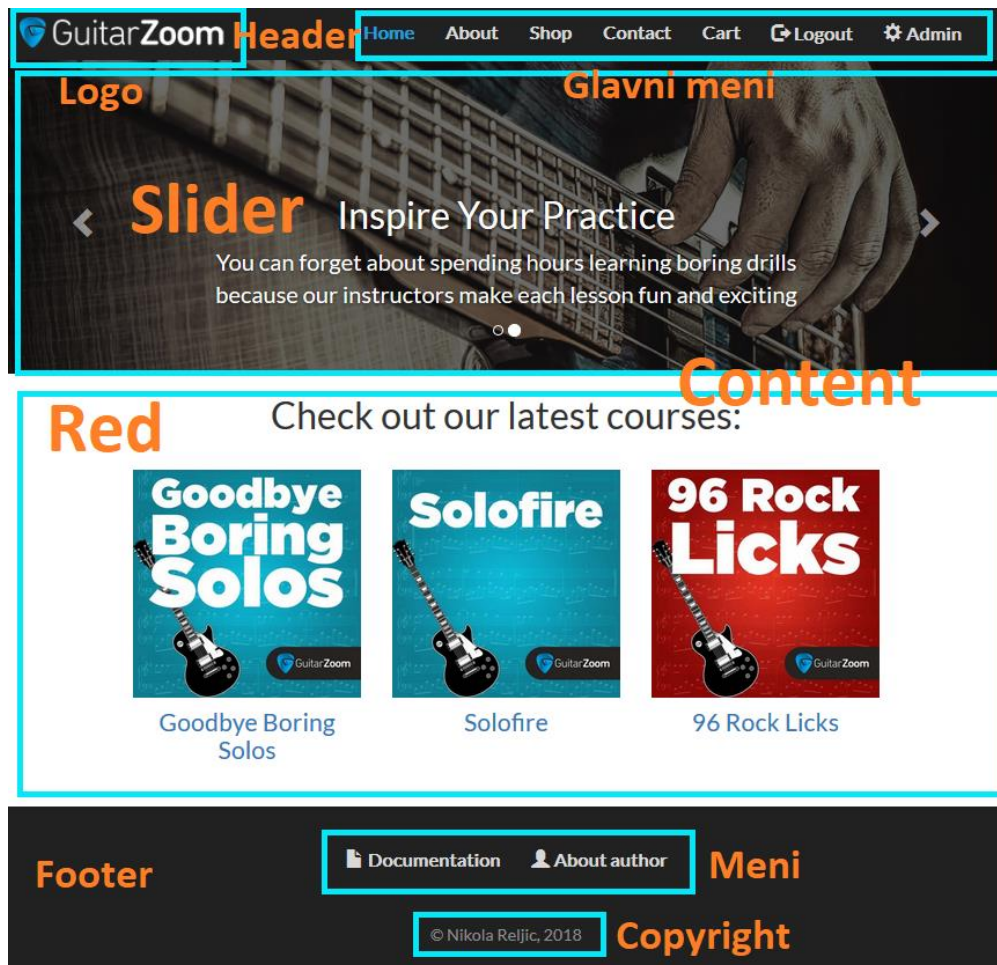 GuitarZoom Header Home About Shop Contact Cart Logout Admin
Logo Glavni meni
Slider
Inspire Your Practice
You can forget about spending hours learning boring drills
because our instructors make each lesson fun and exciting
Content
Red
Check out our latest courses:
Goodbye
Boring
Solos
GuitarZoom
Solofire
GuitarZoom
96 Rock
Licks
GuitarZoom
Goodbye Boring
Solos
Solofire
96 Rock Licks
Footer
Documentation About author
Meni
© Nikola Reljic, 2018
Copyright